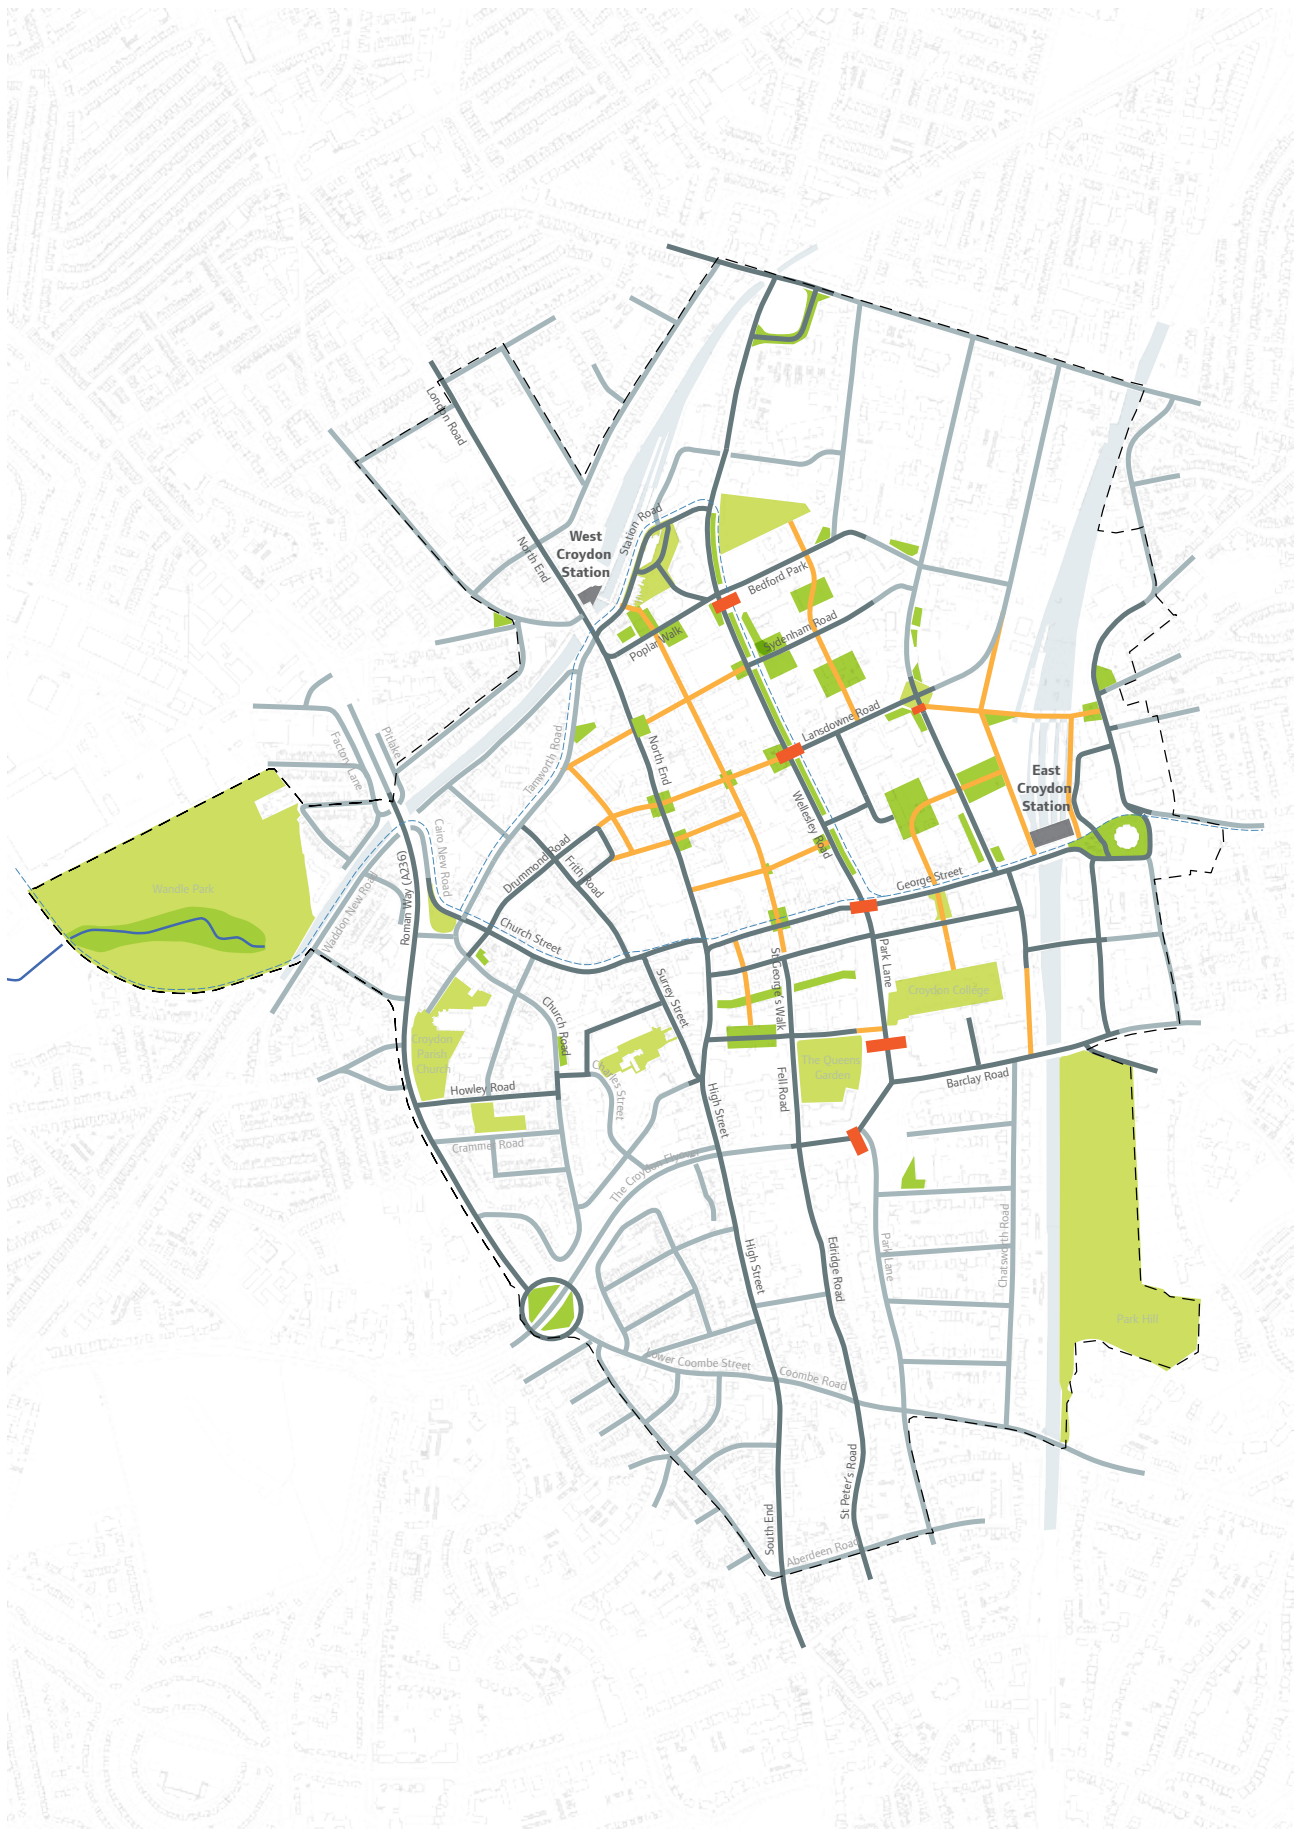 London Road
North End
West
Croydon
Station
Station Road
Bedford Park
Poplar Walk
Sydenham Road
Lansdowne Road
Factory Lane
Pitlake
Tamworth Road
North End
East
Croydon
Station
Wellesley Road
Cairo New Road
Drummond Road
Frith Road
Roman Way (A236)
Wandle Park
Waddon New Road
George Street
Church Street
Surrey Street
St George's Walk
Park Lane
Croydon College
Church Road
Croydon
Parish
Church
Charles Street
The Queens
Garden
Howley Road
High Street
Fell Road
Barclay Road
Crammer Road
The Croydon Flyover
High Street
Edridge Road
Park Lane
Chatsworth Road
Park Hill
Lower Coombe Street
Coombe Road
St Peter's Road
South End
Aberdeen Road